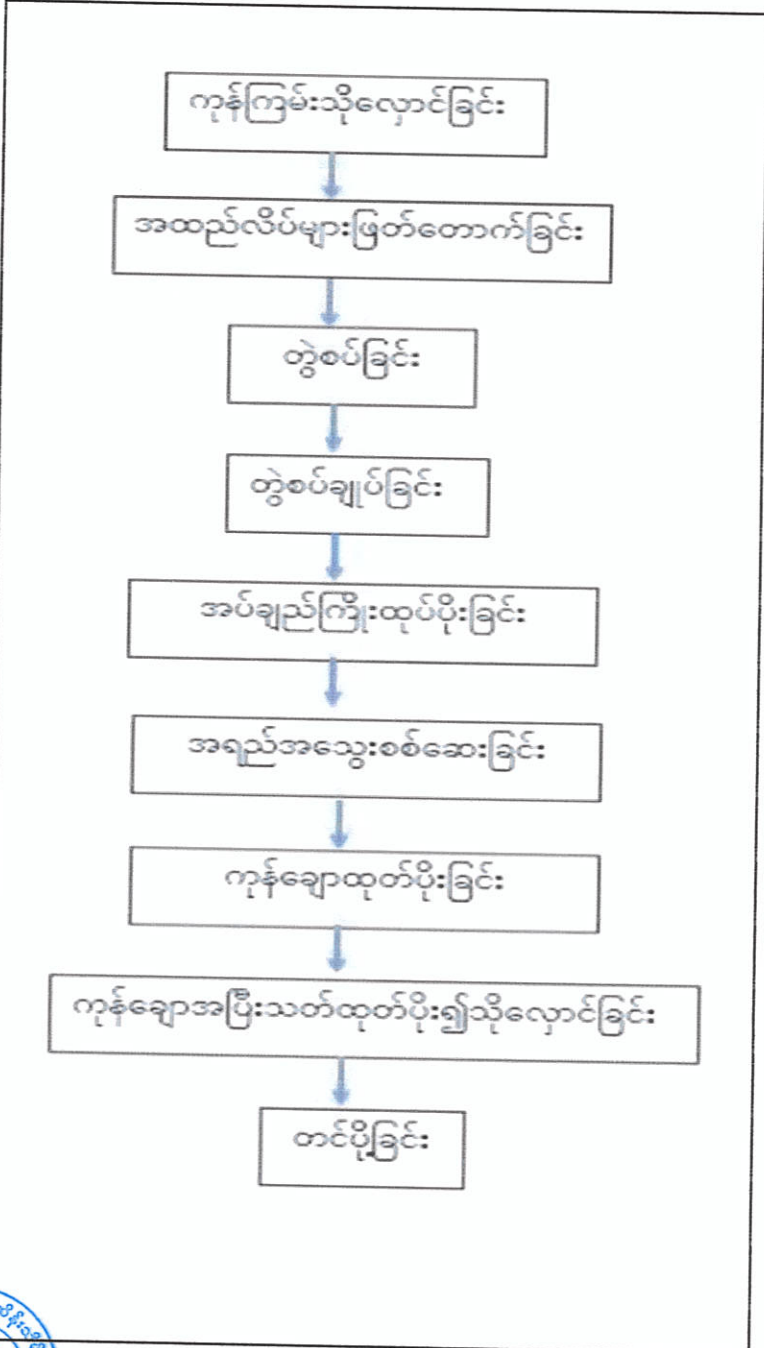 ကုန်ကြမ်းသိုလှောင်ခြင်း
အထည်လိပ်များဖြတ်တောက်ခြင်း
တွဲစပ်ခြင်း
တွဲစပ်ချုပ်ခြင်း
အပ်ချည်ကြိုးထုပ်ပိုးခြင်း
အရည်အသွေးစစ်ဆေးခြင်း
ကုန်ချောထုတ်ပိုးခြင်း
ကုန်ချောအပြီးသတ်ထုတ်ပိုး၍သိုလှောင်ခြင်း
တင်ပို့ခြင်း